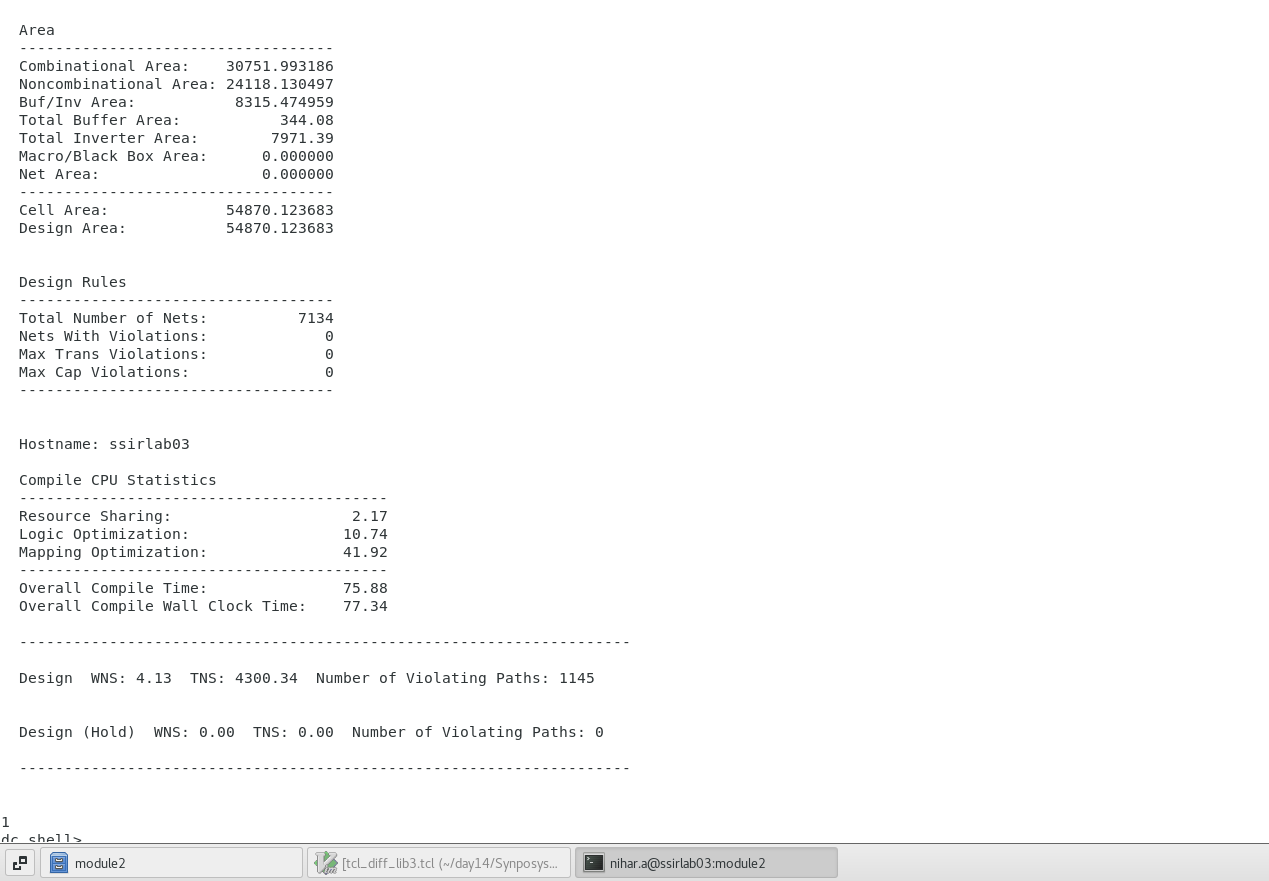 Area
-----------------------------------
Combinational Area:    30751.993186
Noncombinational Area: 24118.130497
Buf/Inv Area:           8315.474959
Total Buffer Area:           344.08
Total Inverter Area:        7971.39
Macro/Black Box Area:      0.000000
Net Area:                  0.000000
-----------------------------------
Cell Area:             54870.123683
Design Area:           54870.123683
Design Rules
-----------------------------------
Total Number of Nets:          7134
Nets With Violations:             0
Max Trans Violations:             0
Max Cap Violations:               0
-----------------------------------
Hostname: ssirlab03
Compile CPU Statistics
-----------------------------------------
Resource Sharing:                    2.17
Logic Optimization:                 10.74
Mapping Optimization:               41.92
-----------------------------------------
Overall Compile Time:               75.88
Overall Compile Wall Clock Time:    77.34
--------------------------------------------------------------------
Design  WNS: 4.13  TNS: 4300.34  Number of Violating Paths: 1145
Design (Hold)  WNS: 0.00  TNS: 0.00  Number of Violating Paths: 0
--------------------------------------------------------------------
1
dc_shell>
module2
[tcl_diff_lib3.tcl (~/day14/Synposys...
nihar.a@ssirlab03:module2